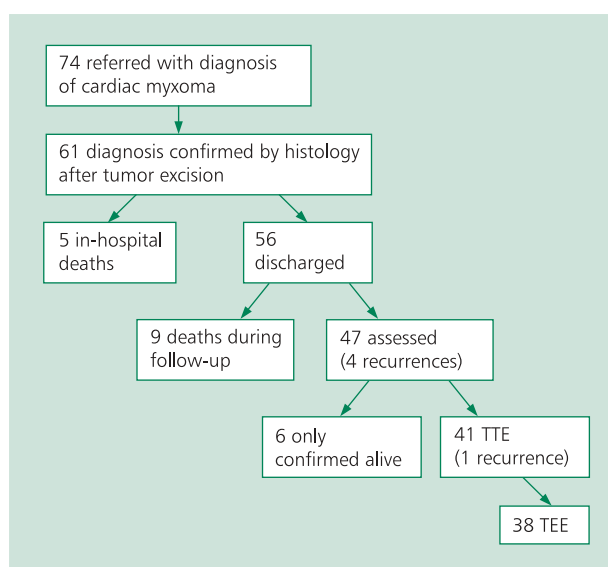 74 referred with diagnosis
of cardiac myxoma
61 diagnosis confirmed by histology
after tumor excision
5 in-hospital
deaths
56
discharged
9 deaths during
follow-up
47 assessed
(4 recurrences)
6 only
confirmed alive
41 TTE
(1 recurrence)
38 TEE